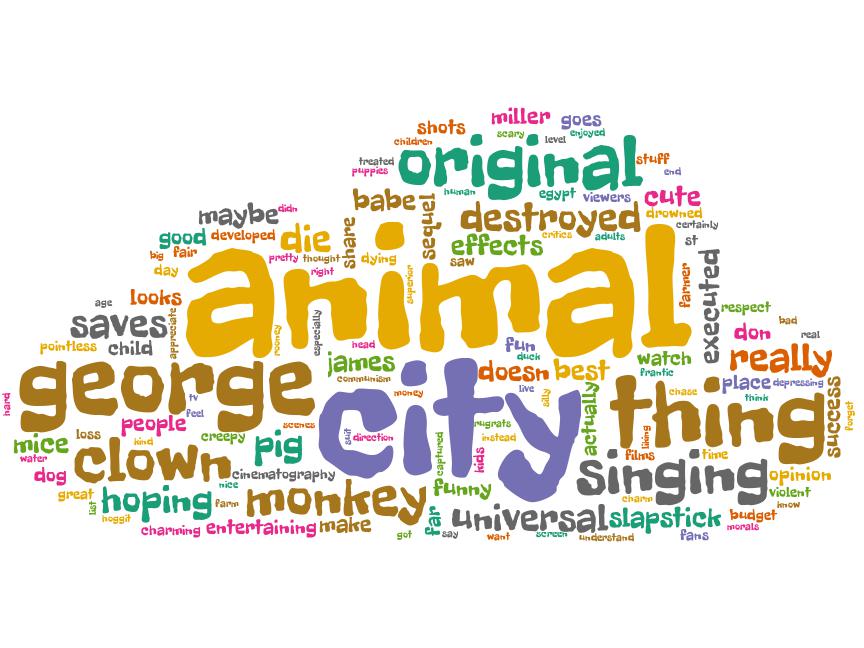 miller
goes
shots
scary
level
enjoyed
children
original
treated
puppies
stuff
end
human
egypt
viewers
cute
babe
sequel
maybe
didn
destroyed
drowned
certainly
critics
adults
st
good
developed
die
share
effects
saw
big
fair
pretty
thought
dying
day
right
superior
animal
farmer
executed
age
looks
respect
saves
appreciate
rooney
especially
don
bad
real
pointless
child
head
fun
duck
james
communism
doesn
best
watch
frantic
really
george
tv
feel
money
city
live
silly
actually
thing
chase
place
depressing
think
success
forget
hard
people
scenes
suit
direction
rugrats
instead
kids
captured
liking
films
time
mice
water
loss
kind
creepy
pig
clown
cinematography
nice
dog
singing
opinion
violent
great
list
hoping
hoggit
farm
monkey
funny
far
say
charm
know
universal
slapstick
budget
morals
charming
entertaining
make
got
want
screen
understand
fans